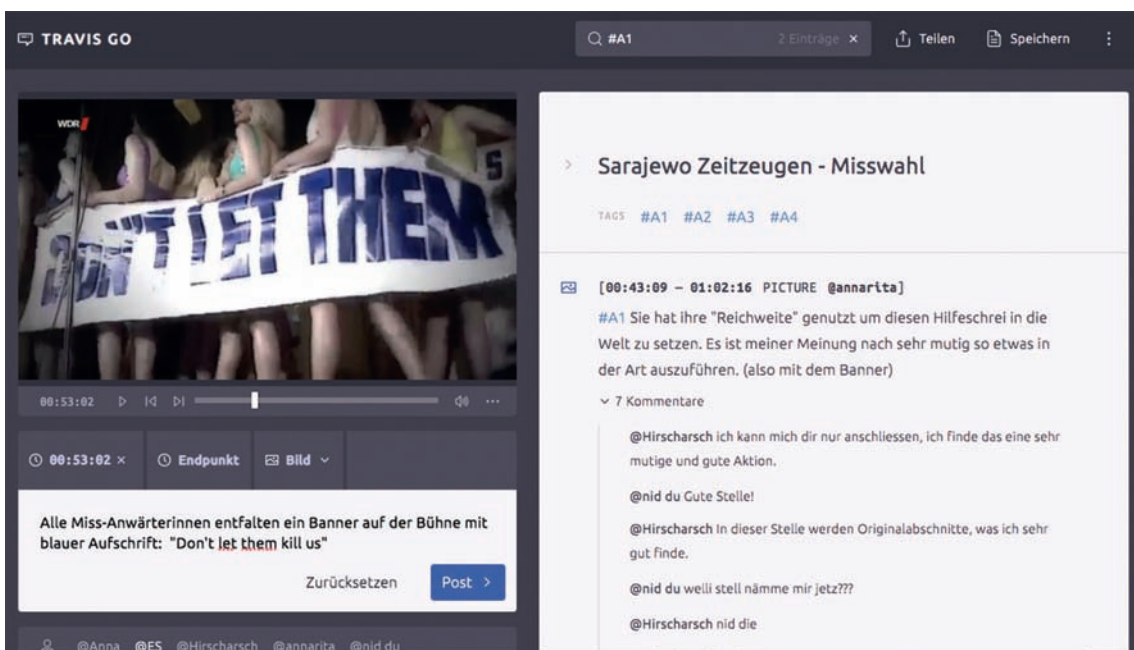 TRAVIS GO
#A1
2 Einträge ×
Teilen
Speichern
WDR
DON'T LET THEM
00:53:02
00:53:02 ×
Endpunkt
Bild
Alle Miss-Anwärterinnen entfalten ein Banner auf der Bühne mit
blauer Aufschrift: "Don't let them kill us"
Zurücksetzen
Post >
@Anna @ES @Hirscharsch @annarita @nid du
Sarajewo Zeitzeugen - Misswahl
TAGS #A1 #A2 #A3 #A4
[00:43:09 – 01:02:16 PICTURE @annarita]
#A1 Sie hat ihre "Reichweite" genutzt um diesen Hilfeschrei in die
Welt zu setzen. Es ist meiner Meinung nach sehr mutig so etwas in
der Art auszuführen. (also mit dem Banner)
7 Kommentare
@Hirscharsch ich kann mich dir nur anschliessen, ich finde das eine sehr
mutige und gute Aktion.
@nid du Gute Stelle!
@Hirscharsch In dieser Stelle werden Originalabschnitte, was ich sehr
gut finde.
@nid du welli stell nämme mir jetz???
@Hirscharsch nid die